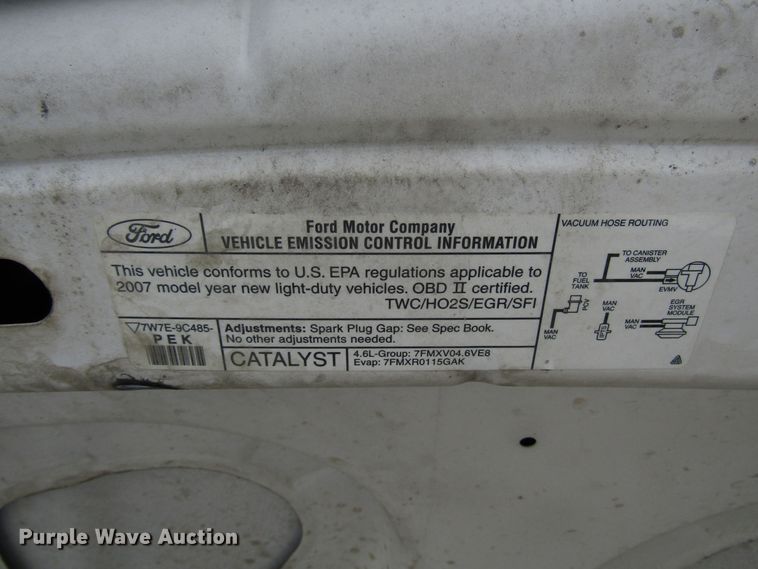 Ford
Ford Motor Company
VEHICLE EMISSION CONTROL INFORMATION
This vehicle conforms to U.S. EPA regulations applicable to
2007 model year new light-duty vehicles. OBD II certified.
TWC/HO2S/EGR/SFI
7W7E-9C485-
PEK
Adjustments: Spark Plug Gap: See Spec Book.
No other adjustments needed.
CATALYST
4.6L-Group: 7FMXV04.6VE8
Evap: 7FMXR0115GAK
VACUUM HOSE ROUTING
TO CANISTER
ASSEMBLY
TO
FUEL
TANK
MAN
VAC
EVMV
PCV
MAN
VAC
MAN
VAC
EGR
SYSTEM
MODULE
MAN
VAC
Purple Wave Auction